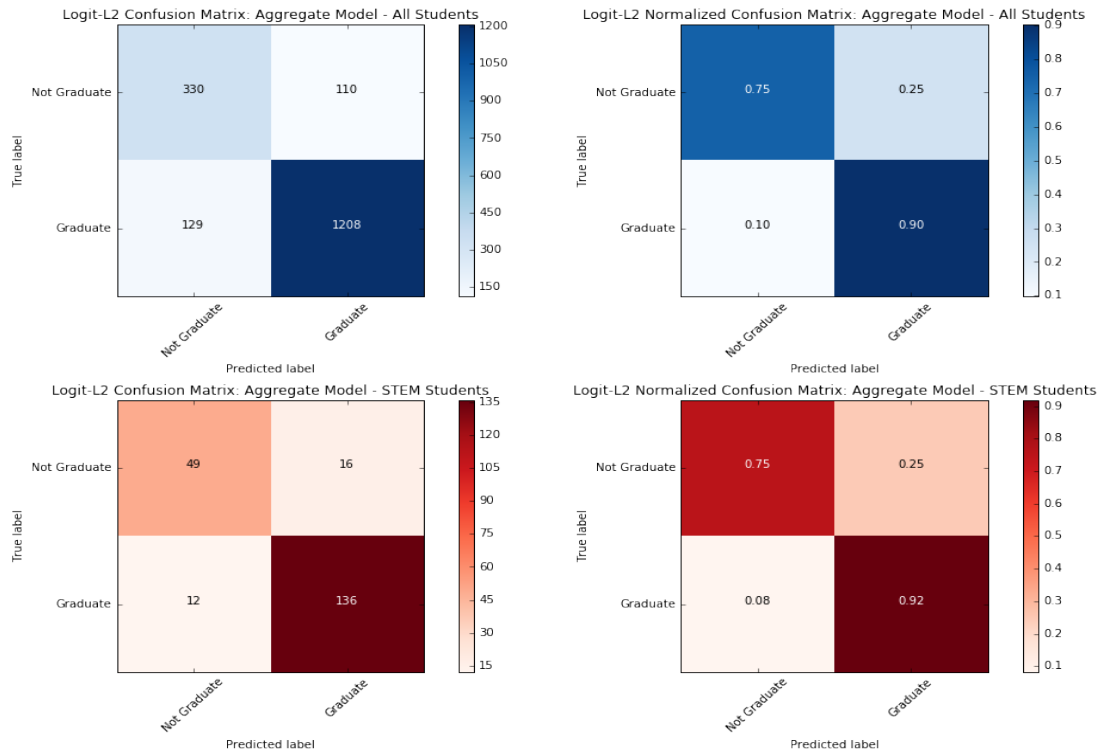 Logit-L2 Confusion Matrix: Aggregate Model - All Students
1200
1050
900
750
600
450
300
150
True label
Not Graduate
330
110
Graduate
129
1208
Not Graduate
Graduate
Predicted label
Logit-L2 Normalized Confusion Matrix: Aggregate Model - All Students
0.9
0.8
0.7
0.6
0.5
0.4
0.3
0.2
0.1
True label
Not Graduate
0.75
0.25
Graduate
0.10
0.90
Not Graduate
Graduate
Predicted label
Logit-L2 Confusion Matrix: Aggregate Model - STEM Students
135
120
105
90
75
60
45
30
15
True label
Not Graduate
49
16
Graduate
12
136
Not Graduate
Graduate
Predicted label
Logit-L2 Normalized Confusion Matrix: Aggregate Model - STEM Students
0.9
0.8
0.7
0.6
0.5
0.4
0.3
0.2
0.1
True label
Not Graduate
0.75
0.25
Graduate
0.08
0.92
Not Graduate
Graduate
Predicted label